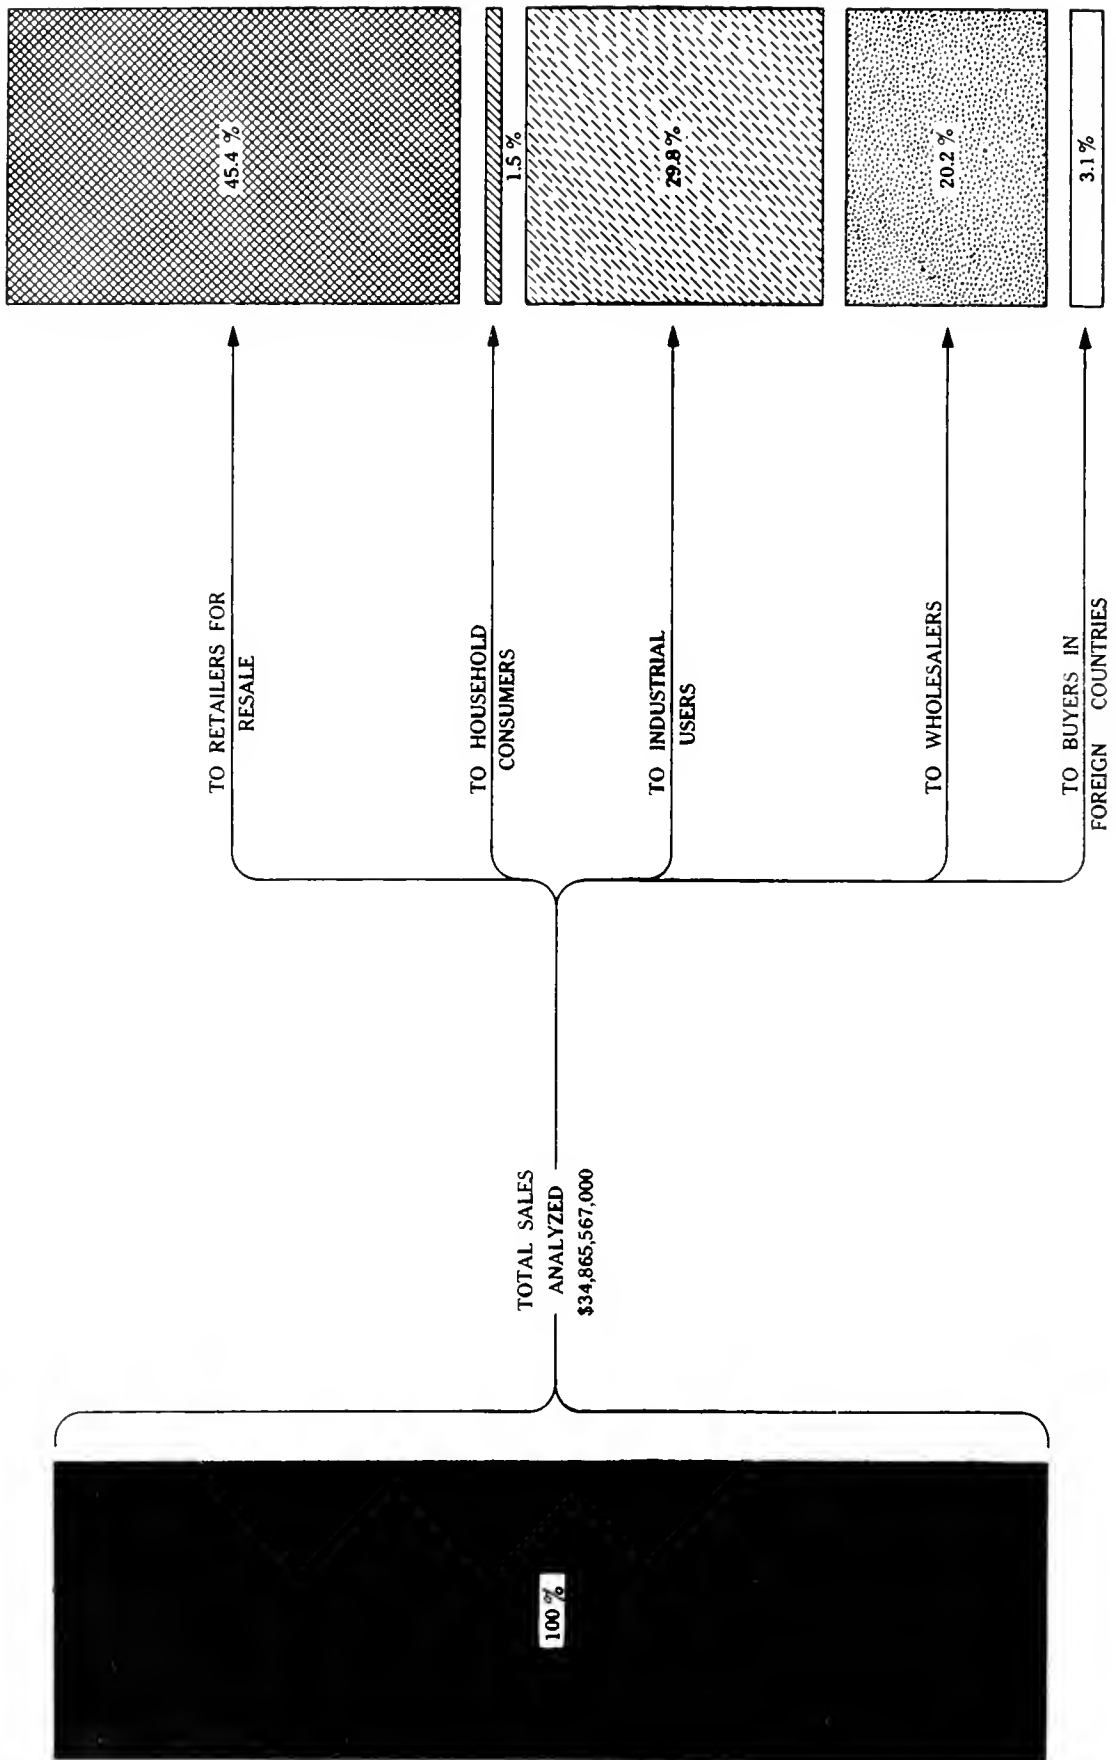 100 %
TOTAL SALES
ANALYZED
$34,865,567,000
TO RETAILERS FOR
RESALE
45.4 %
TO HOUSEHOLD
CONSUMERS
1.5 %
TO INDUSTRIAL
USERS
29.8 %
TO WHOLESALERS
20.2 %
TO BUYERS IN
FOREIGN COUNTRIES
3.1 %